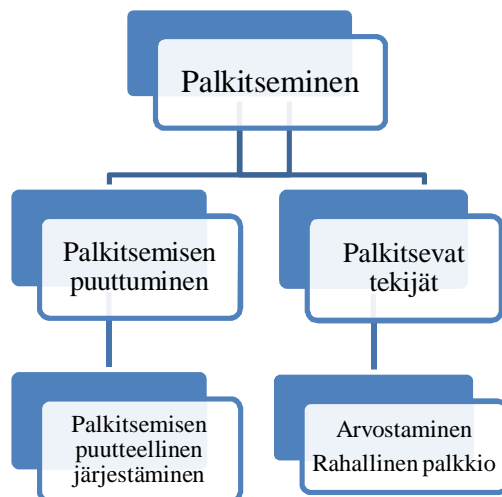 Palkitseminen
Palkitsemisen
puuttuminen
Palkitsevat
tekijät
Palkitsemisen
puutteellinen
järjestäminen
Arvostaminen
Rahallinen palkkio